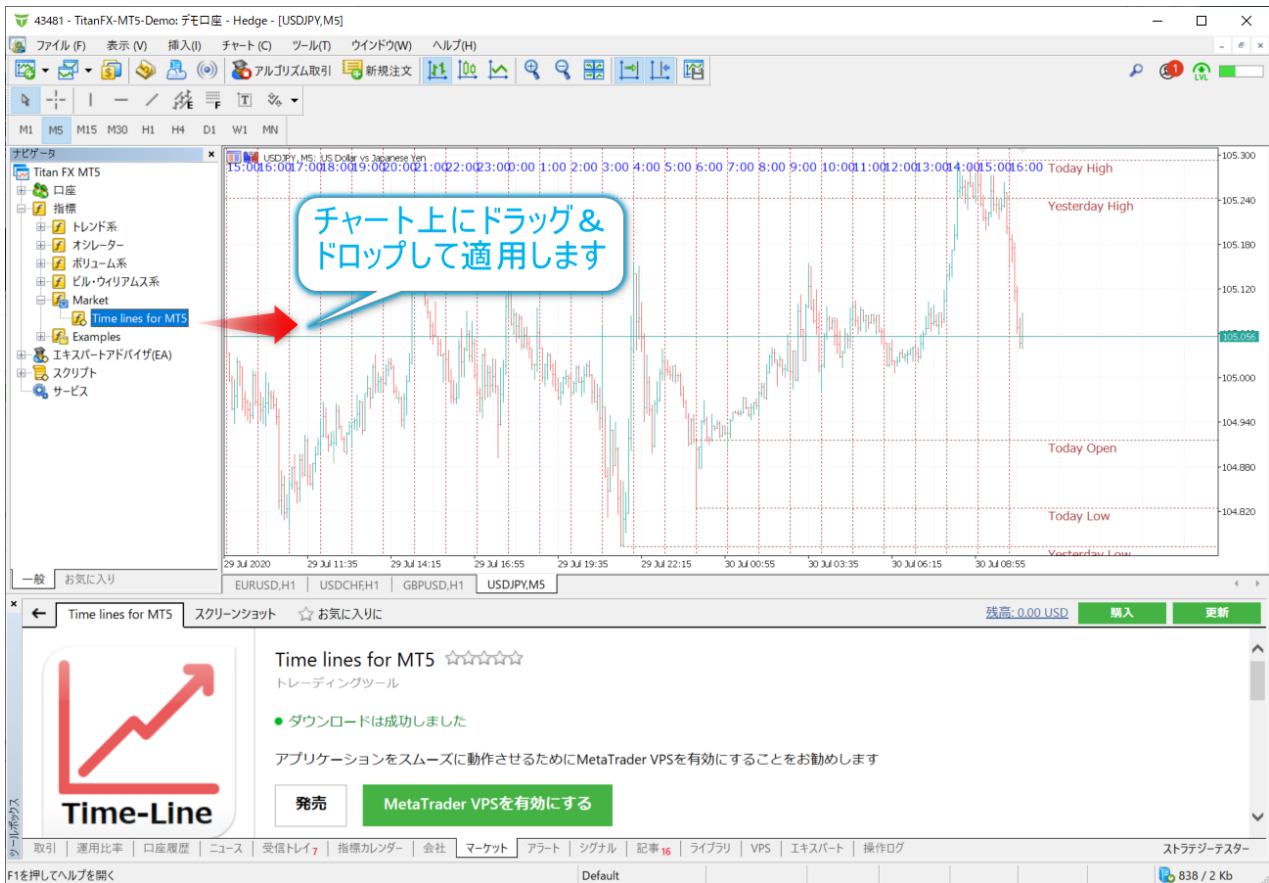 43481 - TitanFX-MT5-Demo: デモ口座 - Hedge - [USDJPY,M5]
ファイル (F) 表示 (V) 挿入(I) チャート (C) ツール(T) ウインドウ(W) ヘルプ(H)
アルゴリズム取引 新規注文 1 LVL
E F T
M1 M5 M15 M30 H1 H4 D1 W1 MN
ナビゲータ
Titan FX MT5
口座
指標
トレンド系
オシレーター
ボリューム系
ビル・ウィリアムス系
Market
Time lines for MT5
Examples
エキスパートアドバイザ(EA)
スクリプト
サービス
一般 お気に入り
USDJPY, M5: US Dollar vs Japanese Yen
15:00 16:00 17:00 18:00 19:00 20:00 21:00 22:00 23:00 0:00 1:00 2:00 3:00 4:00 5:00 6:00 7:00 8:00 9:00 10:00 11:00 12:00 13:00 14:00 15:00 16:00
Today High
Yesterday High
チャート上にドラッグ&
ドロップして適用します
Today Open
Today Low
Yesterday Low
105.300
105.240
105.180
105.120
105.056
105.000
104.940
104.880
104.820
29 Jul 2020 29 Jul 11:35 29 Jul 14:15 29 Jul 16:55 29 Jul 19:35 29 Jul 22:15 30 Jul 00:55 30 Jul 03:35 30 Jul 06:15 30 Jul 08:55
EURUSD,H1 USDCHF,H1 GBPUSD,H1 USDJPY,M5
Time lines for MT5 スクリーンショット お気に入りに 残高: 0.00 USD 購入 更新
Time-Line
Time lines for MT5
トレーディングツール
ダウンロードは成功しました
アプリケーションをスムーズに動作させるためにMetaTrader VPSを有効にすることをお勧めします
発売 MetaTrader VPSを有効にする
ツールボックス
取引 運用比率 口座履歴 ニュース 受信トレイ7 指標カレンダー 会社 マーケット アラート シグナル 記事16 ライブラリ VPS エキスパート 操作ログ ストラテジーテスター
F1を押してヘルプを開く Default 838 / 2 Kb